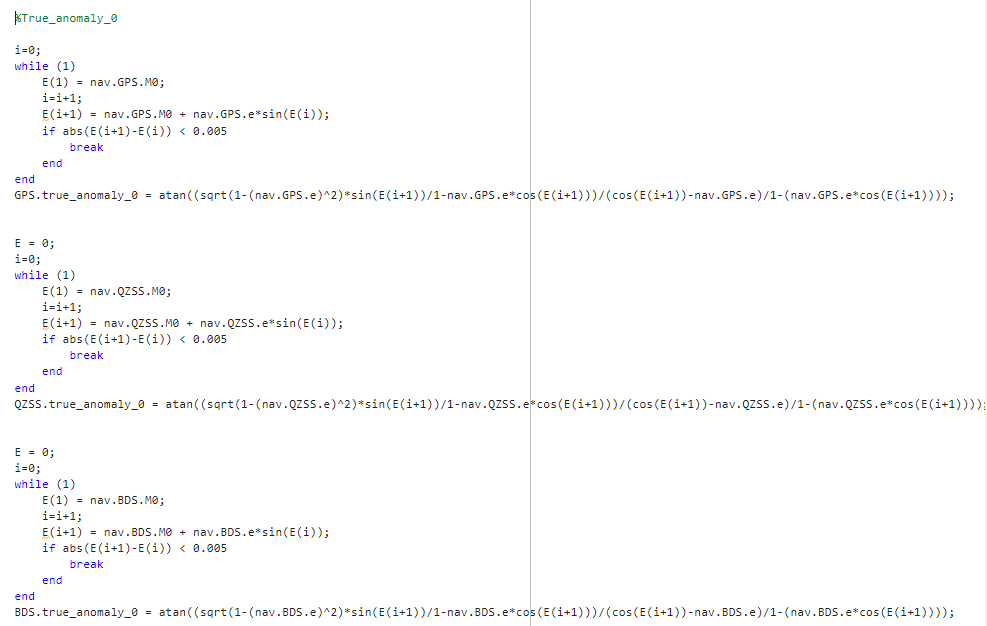 %True_anomaly_0
i=0;
while (1)
E(1) = nav.GPS.M0;
i=i+1;
E(i+1) = nav.GPS.M0 + nav.GPS.e*sin(E(i));
if abs(E(i+1)-E(i)) < 0.005
break
end
end
GPS.true_anomaly_0 = atan((sqrt(1-(nav.GPS.e)^2)*sin(E(i+1))/1-nav.GPS.e*cos(E(i+1)))/(cos(E(i+1))-nav.GPS.e)/1-(nav.GPS.e*cos(E(i+1))));
E = 0;
i=0;
while (1)
E(1) = nav.QZSS.M0;
i=i+1;
E(i+1) = nav.QZSS.M0 + nav.QZSS.e*sin(E(i));
if abs(E(i+1)-E(i)) < 0.005
break
end
end
QZSS.true_anomaly_0 = atan((sqrt(1-(nav.QZSS.e)^2)*sin(E(i+1))/1-nav.QZSS.e*cos(E(i+1)))/(cos(E(i+1))-nav.QZSS.e)/1-(nav.QZSS.e*cos(E(i+1))));
E = 0;
i=0;
while (1)
E(1) = nav.BDS.M0;
i=i+1;
E(i+1) = nav.BDS.M0 + nav.BDS.e*sin(E(i));
if abs(E(i+1)-E(i)) < 0.005
break
end
end
BDS.true_anomaly_0 = atan((sqrt(1-(nav.BDS.e)^2)*sin(E(i+1))/1-nav.BDS.e*cos(E(i+1)))/(cos(E(i+1))-nav.BDS.e)/1-(nav.BDS.e*cos(E(i+1))));